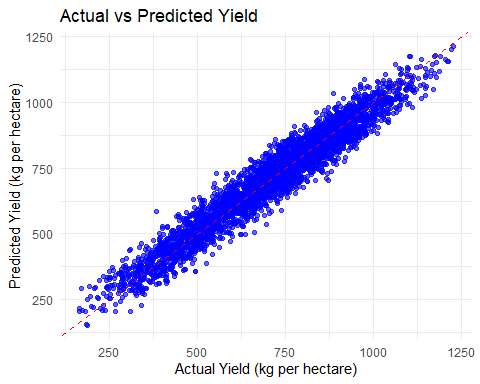 Actual vs Predicted Yield
Predicted Yield (kg per hectare)
1250
1000
750
500
250
250 500 750 1000 1250
Actual Yield (kg per hectare)